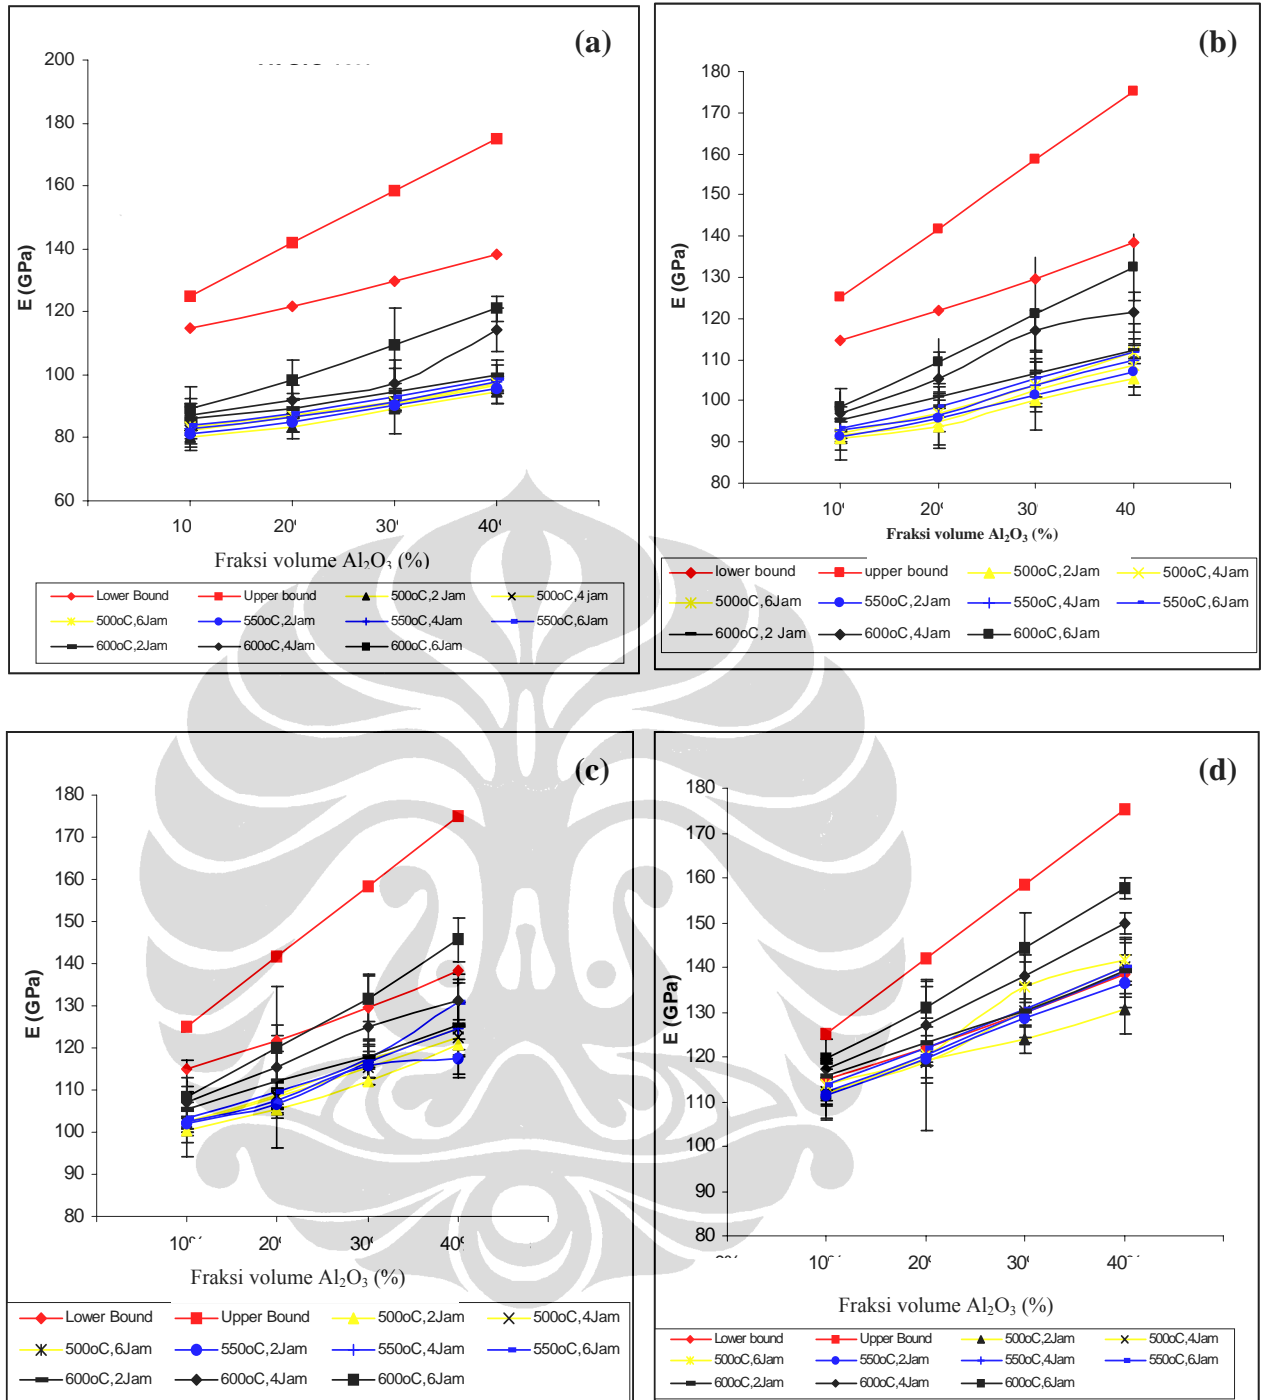 (a)
200
180
160
140
120
100
80
60
E (GPa)
10 20 30 40
Fraksi volume Al₂O₃ (%)
Lower Bound Upper bound 500oC,2 Jam 500oC,4 jam
500oC,6Jam 550oC,2Jam 550oC,4Jam 550oC,6Jam
600oC,2Jam 600oC,4Jam 600oC,6Jam
(b)
180
170
160
150
140
130
120
110
100
90
80
E (GPa)
10 20 30 40
Fraksi volume Al₂O₃ (%)
lower bound upper bound 500oC,2Jam 500oC,4Jam
500oC,6Jam 550oC,2Jam 550oC,4Jam 550oC,6Jam
600oC,2 Jam 600oC,4Jam 600oC,6Jam
(c)
180
170
160
150
140
130
120
110
100
90
80
E (GPa)
10 20 30 40
Fraksi volume Al₂O₃ (%)
Lower Bound Upper Bound 500oC,2Jam 500oC,4Jam
500oC,6Jam 550oC,2Jam 550oC,4Jam 550oC,6Jam
600oC,2Jam 600oC,4Jam 600oC,6Jam
(d)
180
170
160
150
140
130
120
110
100
90
80
E (GPa)
10 20 30 40
Fraksi volume Al₂O₃ (%)
Lower bound Upper Bound 500oC,2Jam 500oC,4Jam
500oC,6Jam 550oC,2Jam 550oC,4Jam 550oC,6Jam
600oC,2Jam 600oC,4Jam 600oC,6Jam